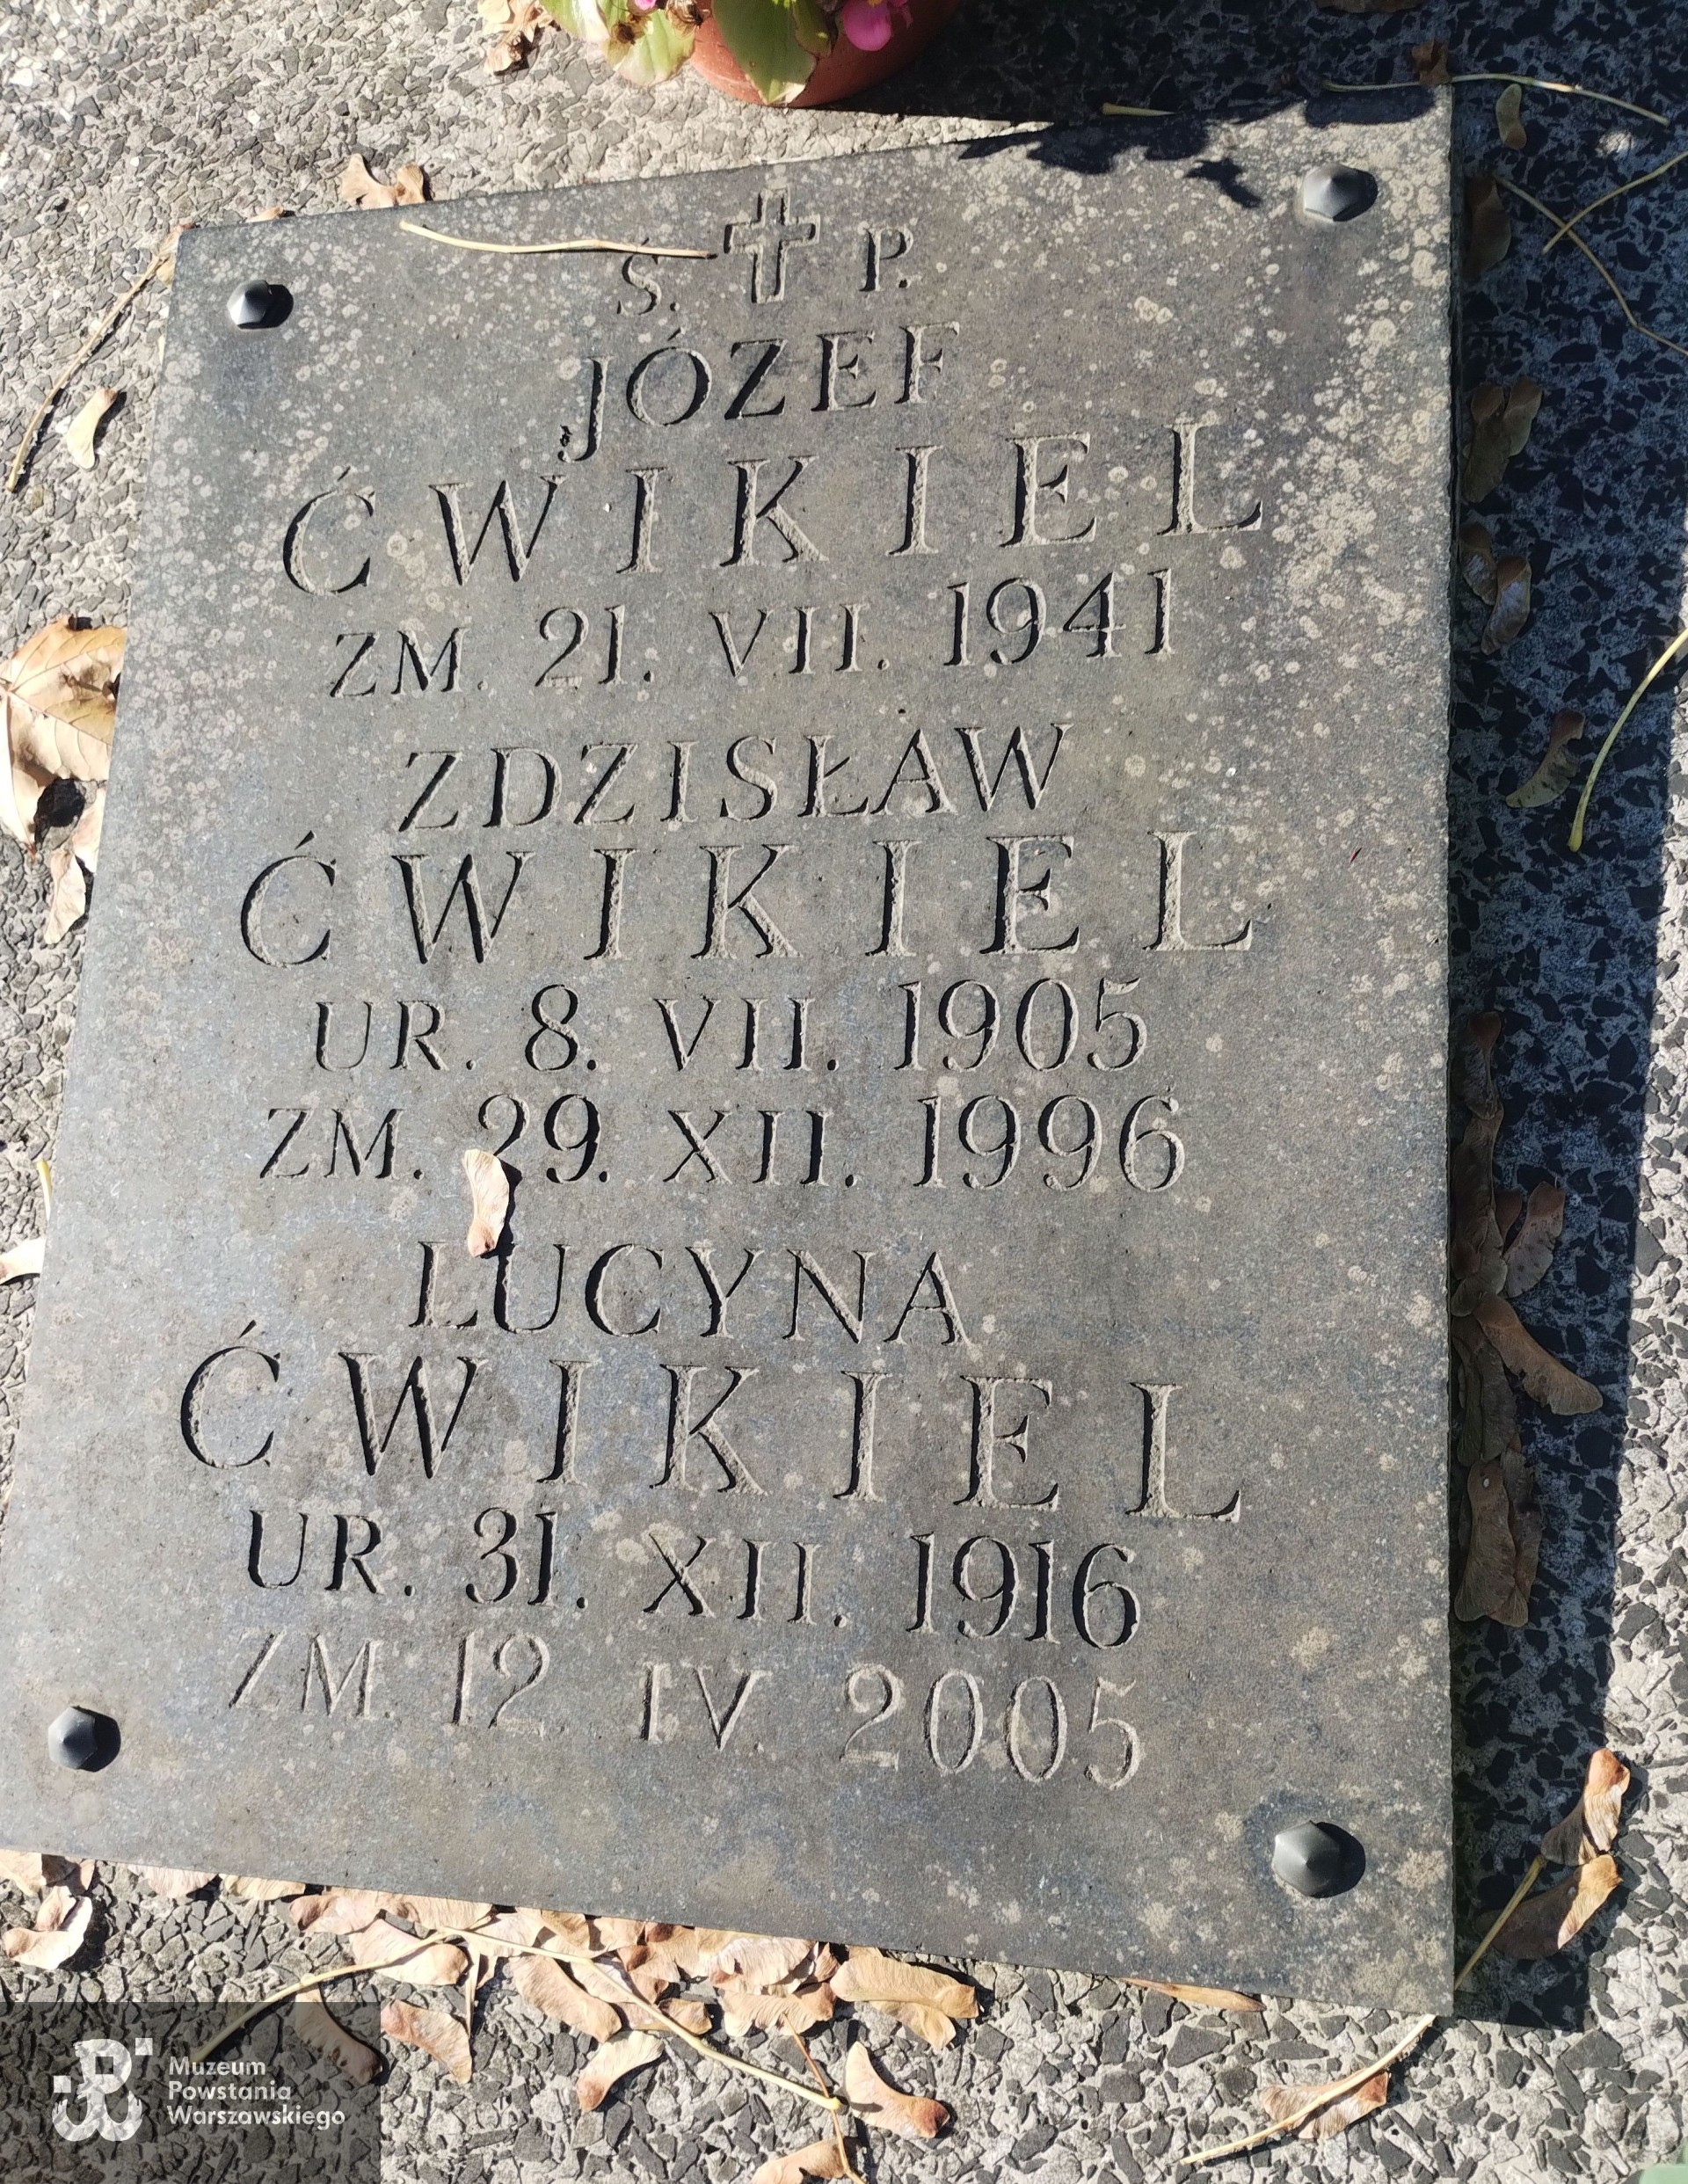 Ś. P.
JÓZEF
ĆWIKIEL
ZM. 21. VII. 1941
ZDZISŁAW
ĆWIKIEL
UR. 8. VII. 1905
ZM. 29. XII. 1996
LUCYNA
ĆWIKIEL
UR. 31. XII. 1916
ZM. 12 IV 2005
Muzeum
Powstania
Warszawskiego